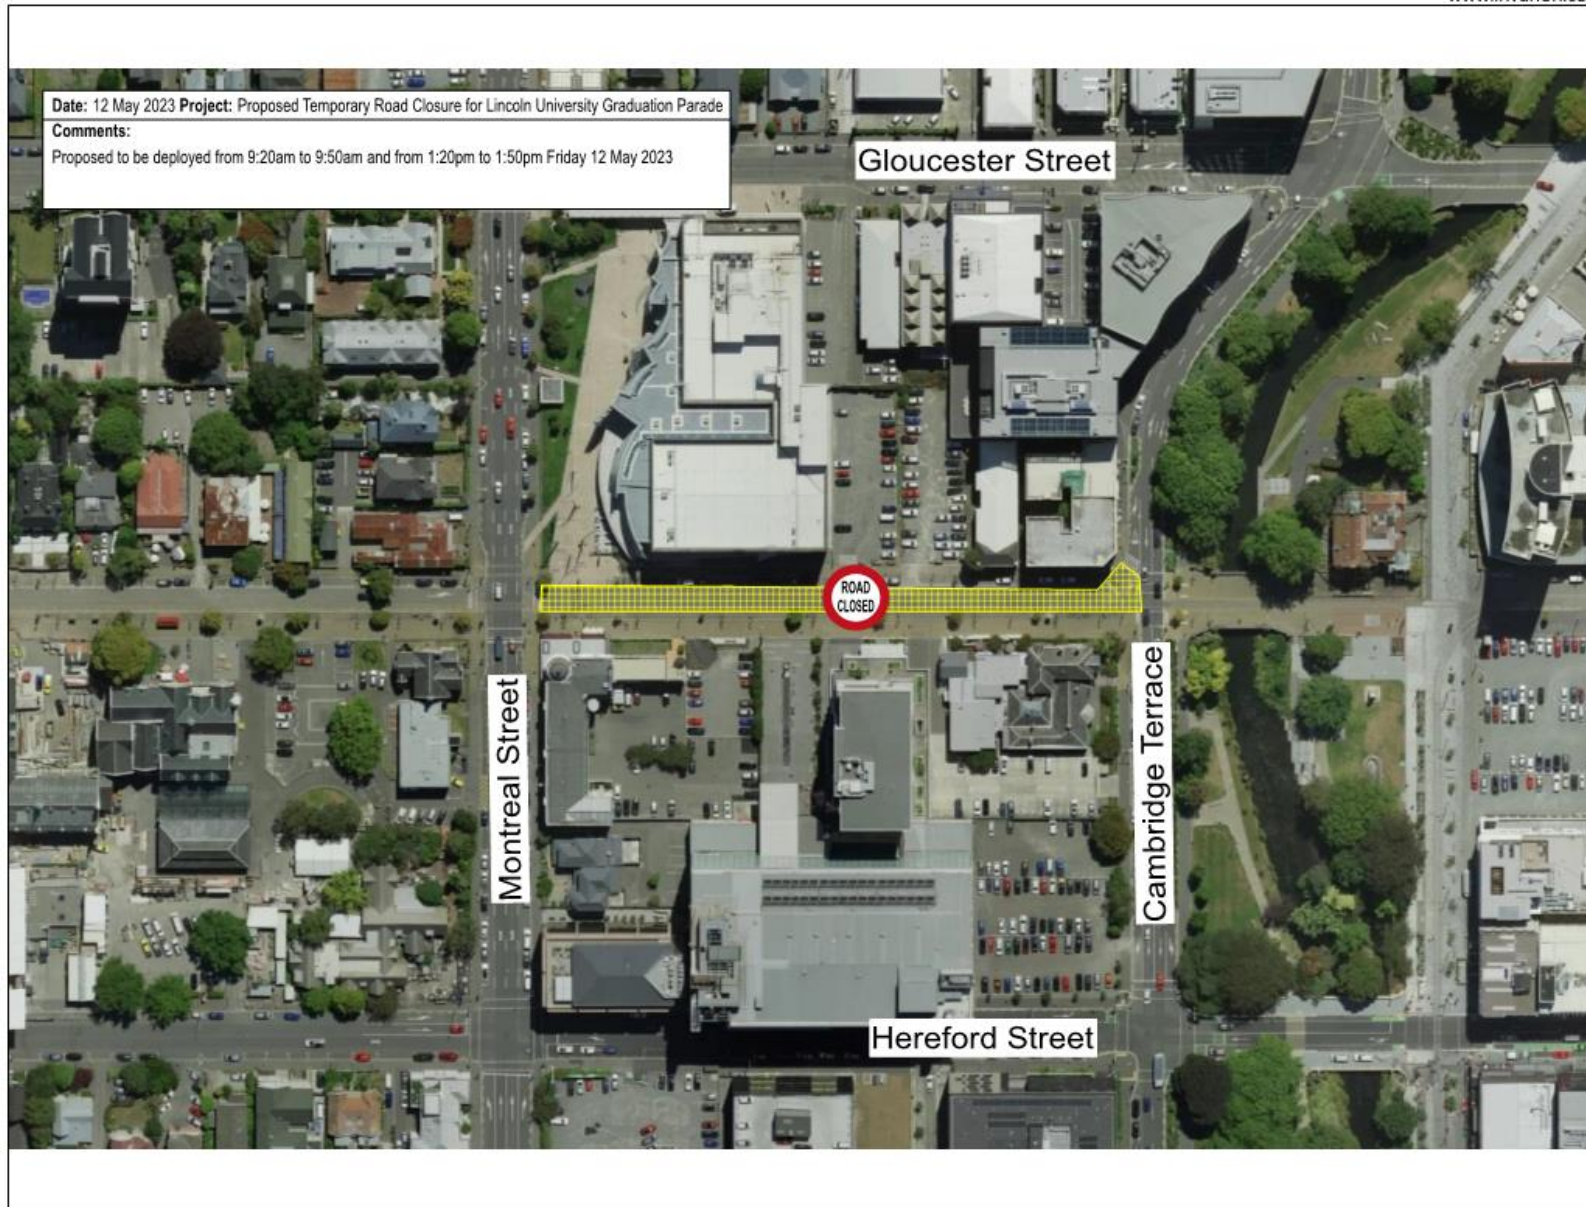 Date: 12 May 2023 Project: Proposed Temporary Road Closure for Lincoln University Graduation Parade
Comments:
Proposed to be deployed from 9:20am to 9:50am and from 1:20pm to 1:50pm Friday 12 May 2023
Gloucester Street
ROAD
CLOSED
Montreal Street
Cambridge Terrace
Hereford Street